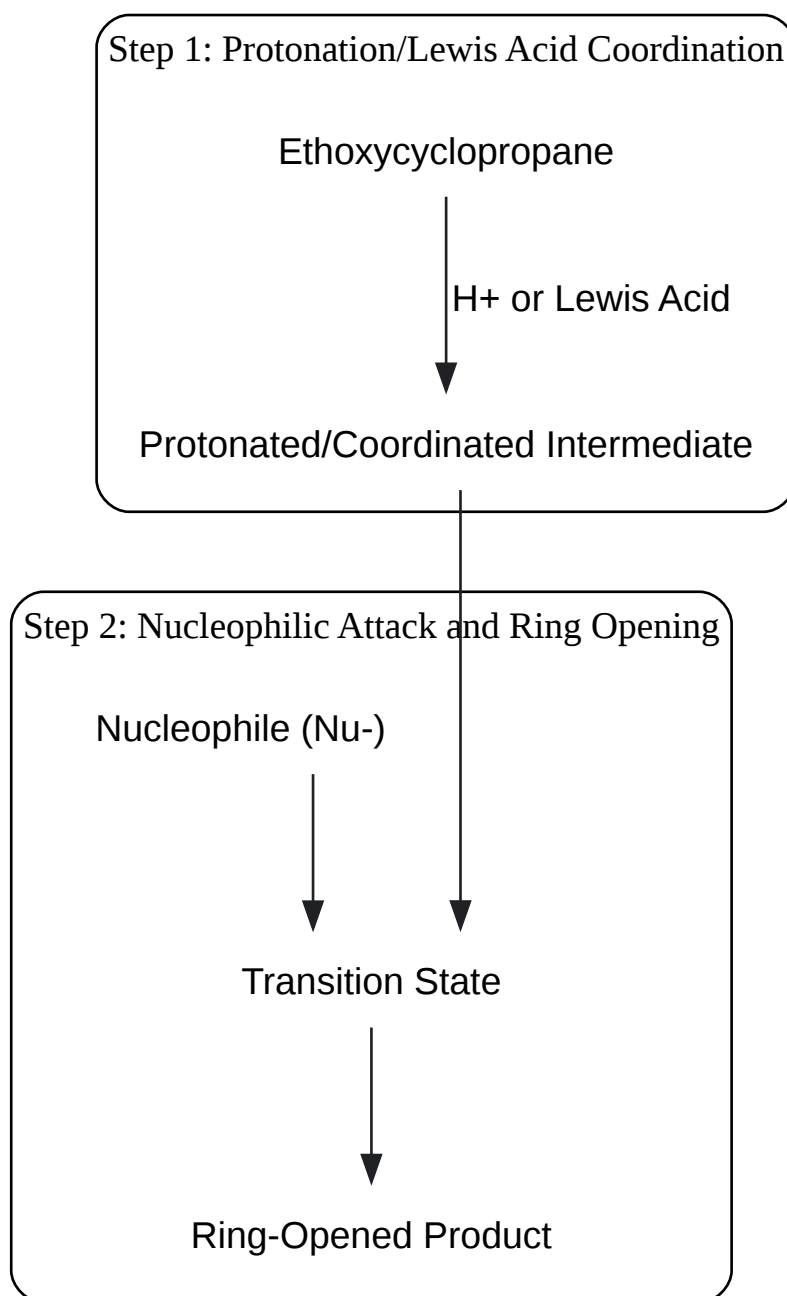 Step 1: Protonation/Lewis Acid Coordination
Ethoxycyclopropane
H+ or Lewis Acid
Protonated/Coordinated Intermediate
Step 2: Nucleophilic Attack and Ring Opening
Nucleophile (Nu-)
Transition State
Ring-Opened Product